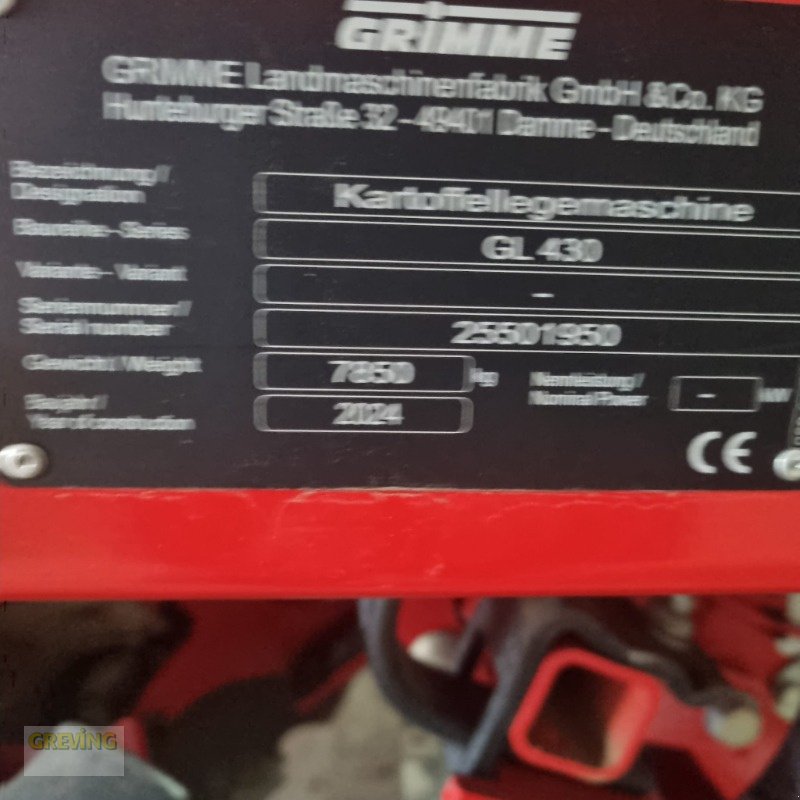 GRIMME
GRIMME Landmaschinenfabrik GmbH & Co. KG
Hunteburger Straße 32 - 49401 Damme - Deutschland
Bezeichnung /
Designation
Kartoffellegemaschine
Baureihe - Series
GL 430
Variante - Variant
-
Seriennummer /
Serial number
25501950
Gewicht / Weight
7850 kg
Nennleistung /
Nominal Power
- kW
Baujahr /
Year of construction
2024
CE
GREVING